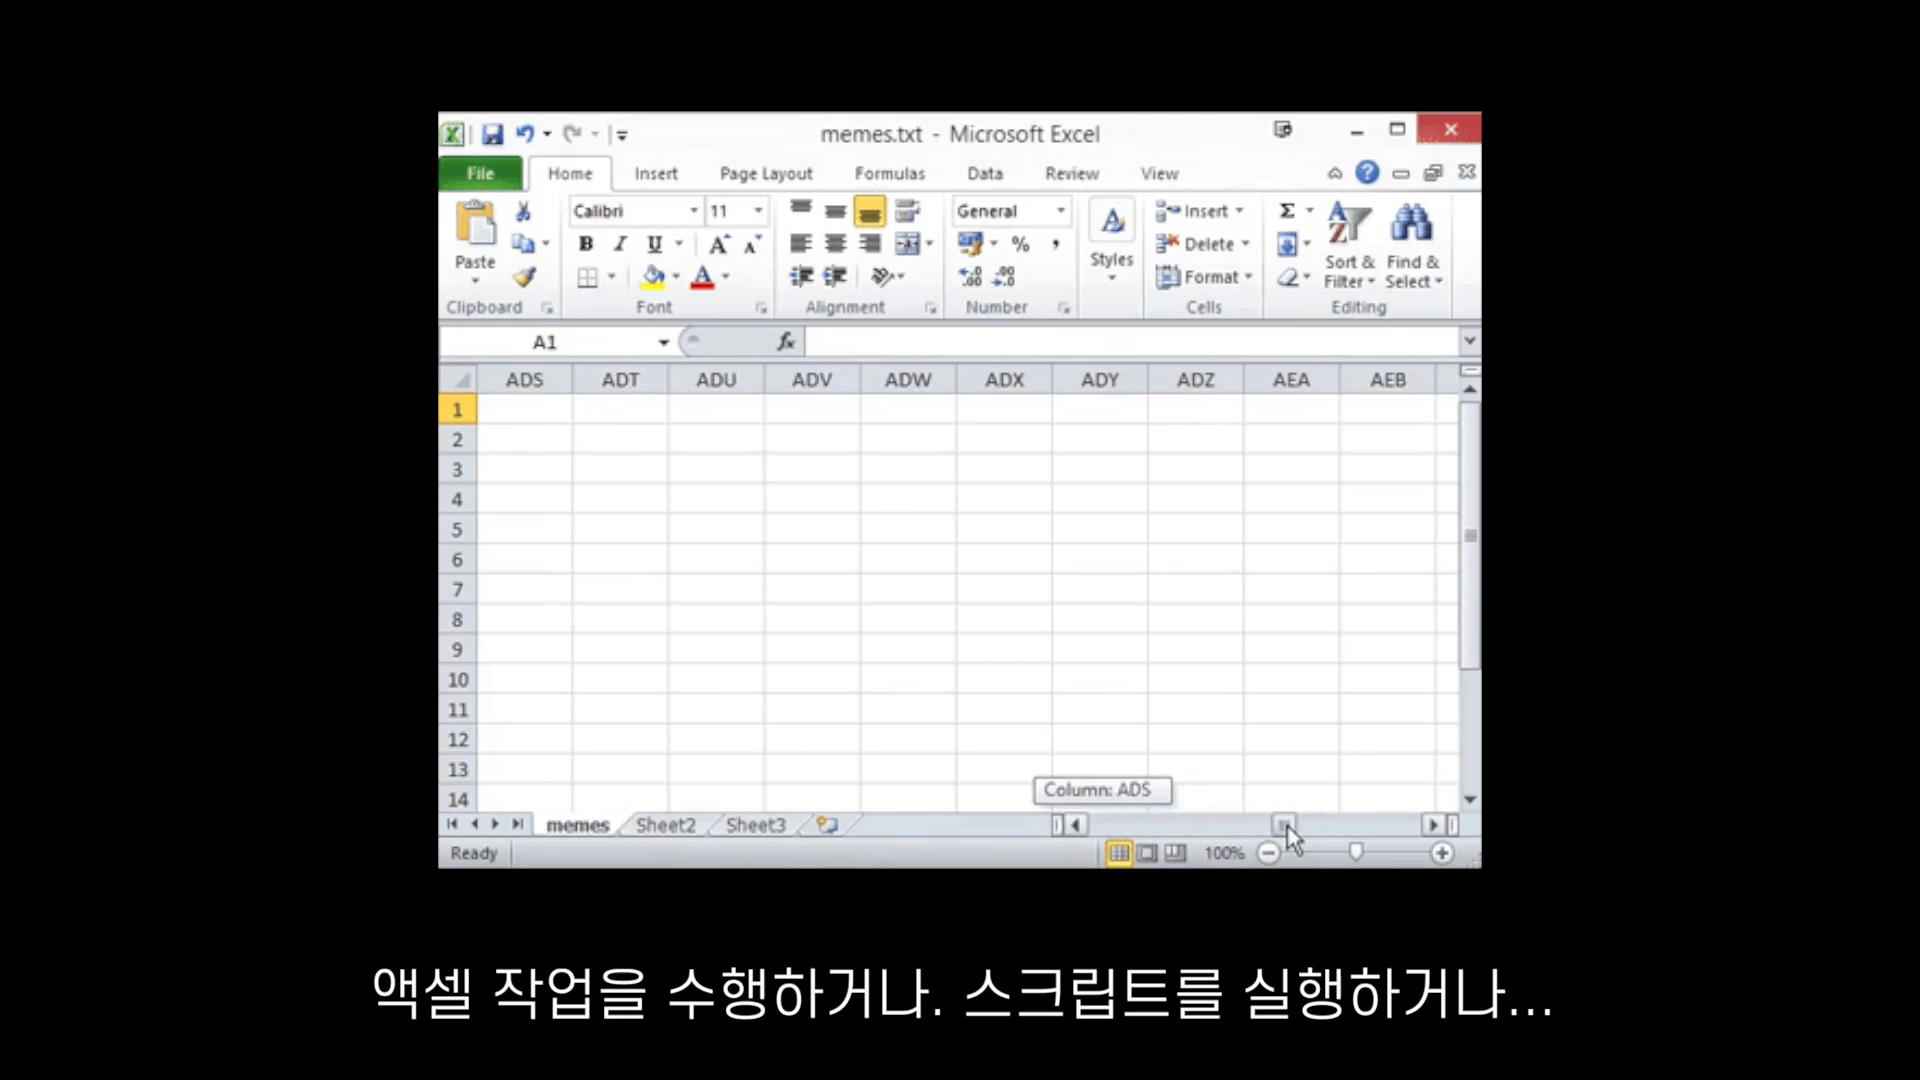 memes.txt - Microsoft Excel
File Home Insert Page Layout Formulas Data Review View
Calibri 11 General Insert Σ
B I U A A % , Delete
Paste A Styles .00 Format Sort & Filter Find & Select
Clipboard Font Alignment Number Cells Editing
A1 fx
ADS ADT ADU ADV ADW ADX ADY ADZ AEA AEB
1
2
3
4
5
6
7
8
9
10
11
12
13
Column: ADS
14
memes Sheet2 Sheet3
Ready 100%
액셀 작업을 수행하거나. 스크립트를 실행하거나...